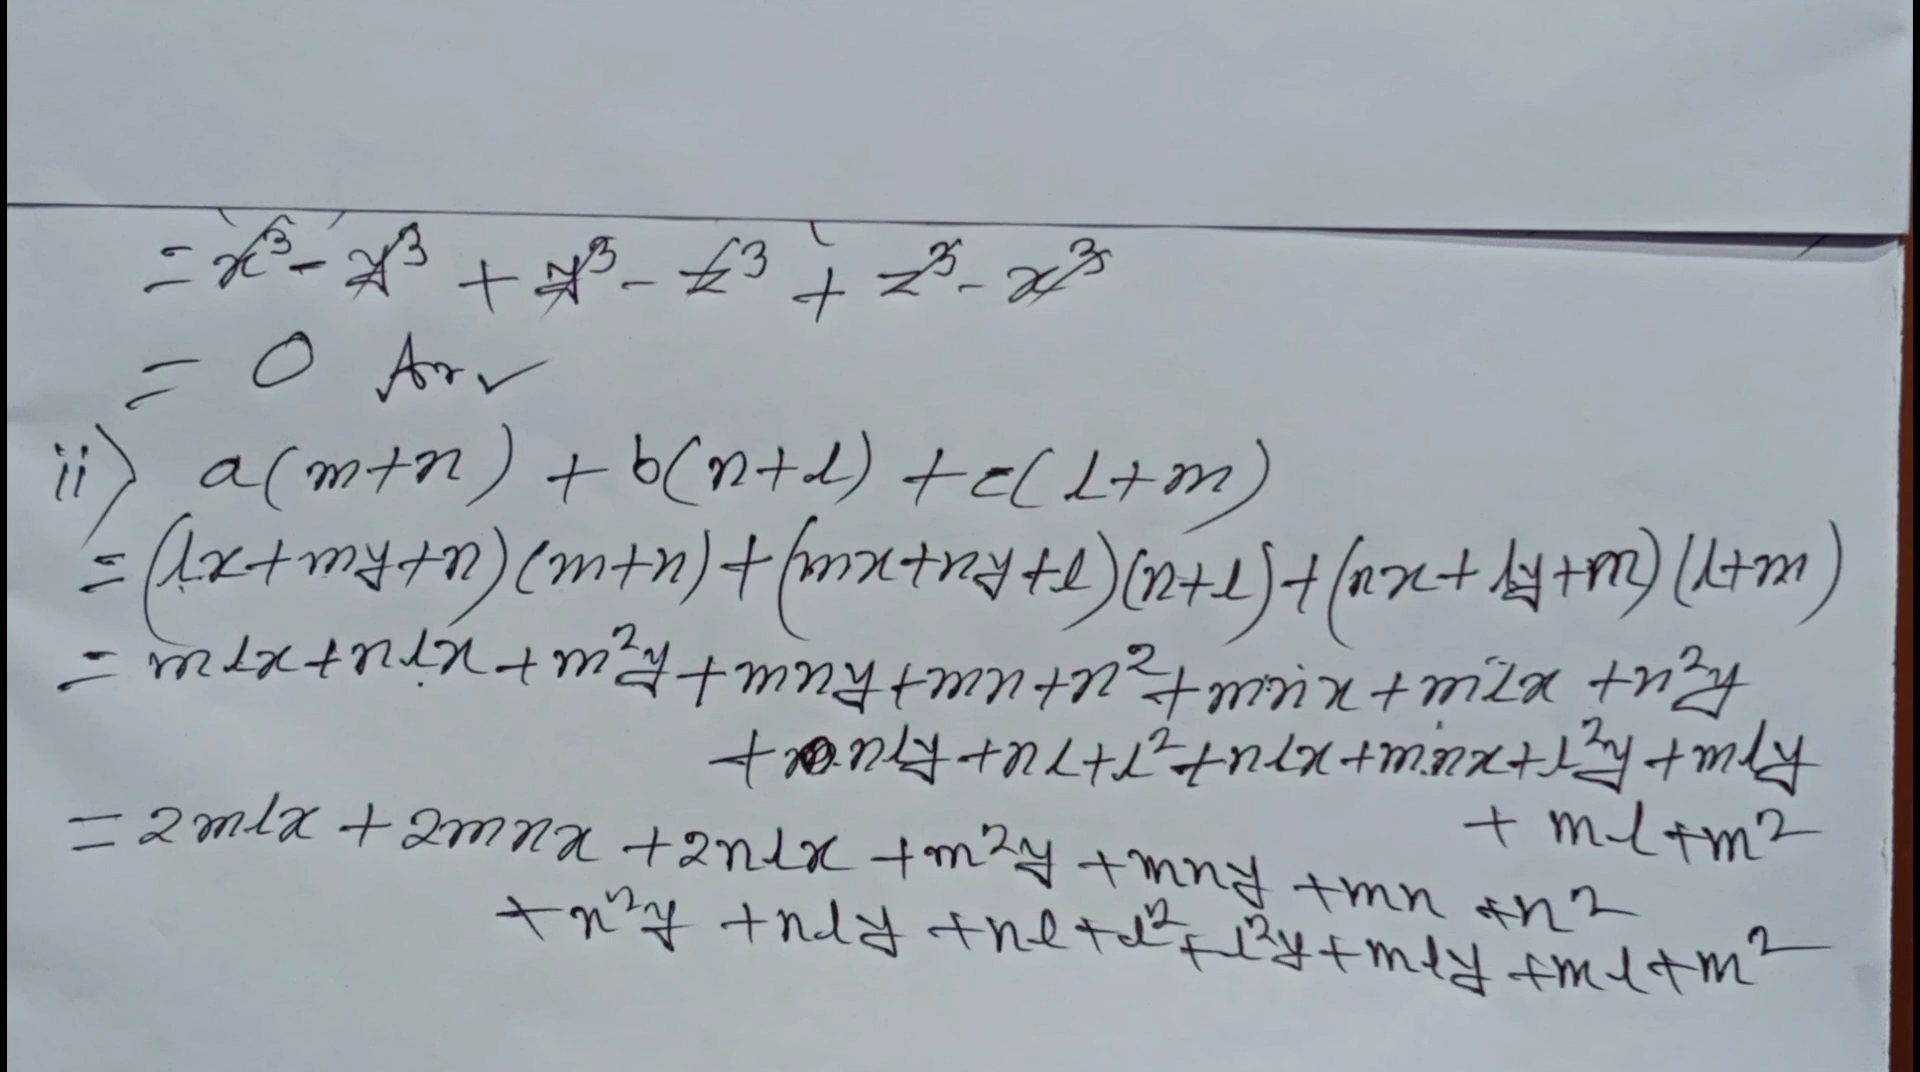 = x³ - y³ + y³ - z³ + z³ - x³
= 0 Ans ✓
ii) a(m+n) + b(n+l) + c(l+m)
= (lx+my+n)(m+n) + (mx+ny+l)(n+l) + (nx+ly+m)(l+m)
= mlx + nlx + m²y + mny + mn + n² + mnx + mlx + n²y
+ nly + nl + l² + nlx + mnx + l²y + mly
+ ml + m²
= 2mlx + 2mnx + 2nlx + m²y + mny + mn + n²
+ n²y + nly + nl + l² + l²y + mly + ml + m²